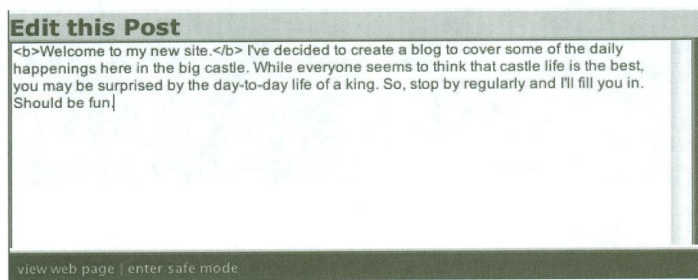 Edit this Post
<b>Welcome to my new site.</b> I've decided to create a blog to cover some of the daily
happenings here in the big castle. While everyone seems to think that castle life is the best,
you may be surprised by the day-to-day life of a king. So, stop by regularly and I'll fill you in.
Should be fun.
view web page | enter safe mode